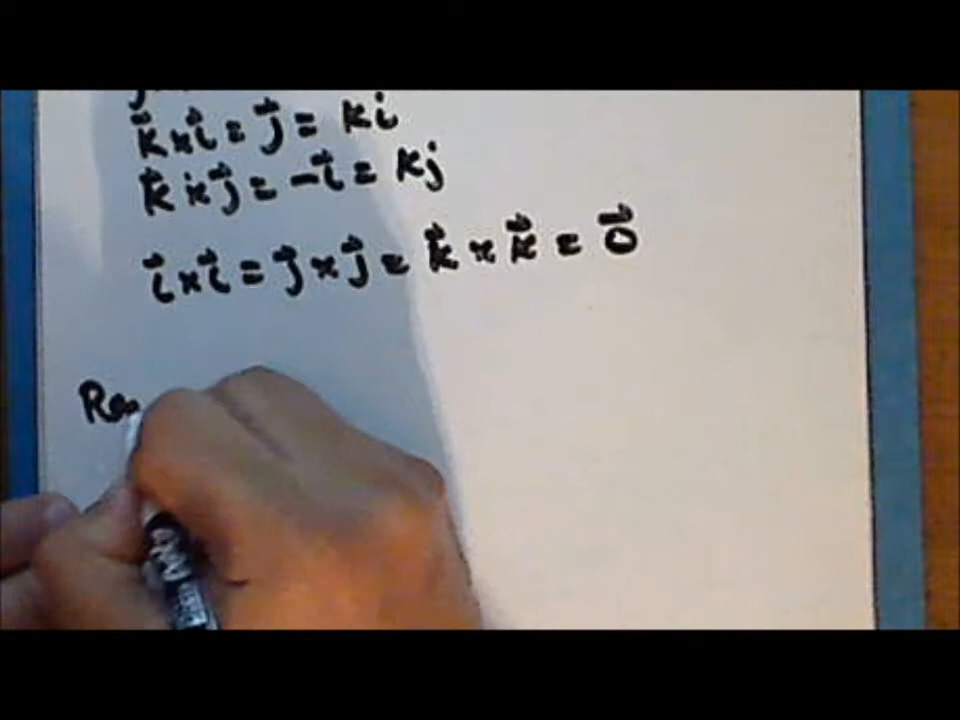 k⃗ × i⃗ = j⃗ = ki
k⃗ × j⃗ = -i⃗ = kj
i⃗ × i⃗ = j⃗ × j⃗ = k⃗ × k⃗ = 0⃗